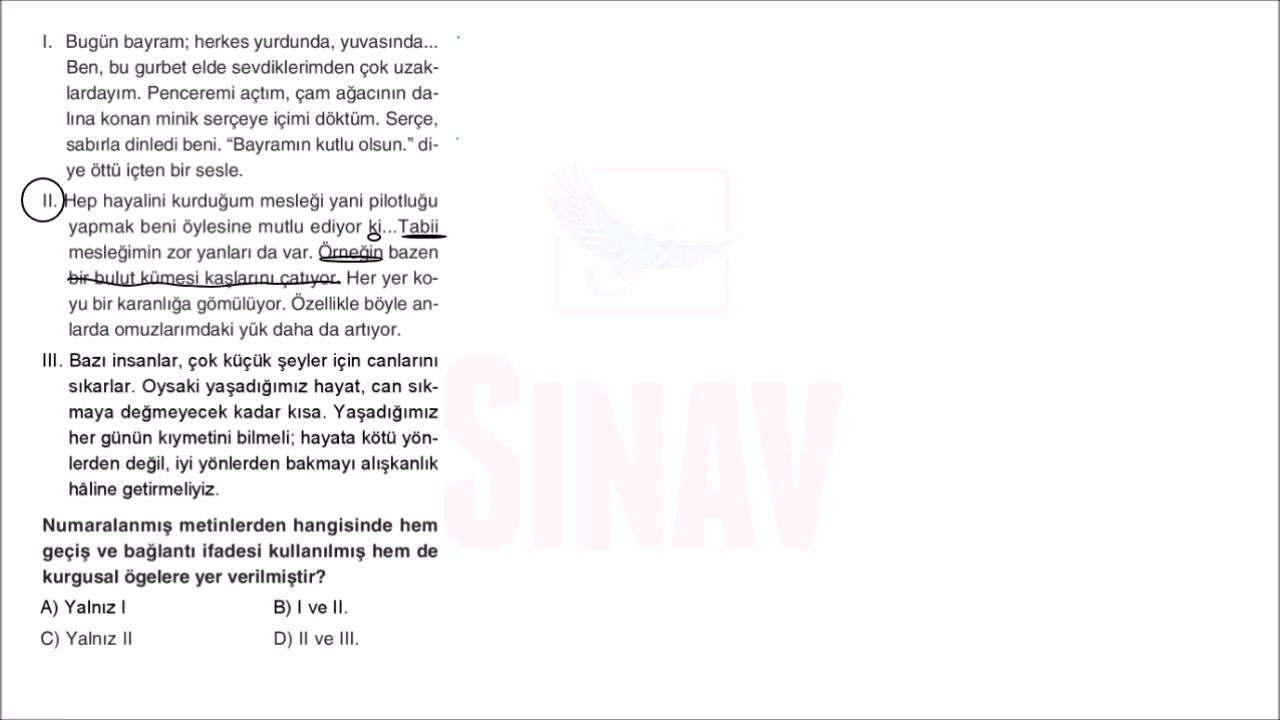 I. Bugün bayram; herkes yurdunda, yuvasında...
Ben, bu gurbet elde sevdiklerimden çok uzak-
lardayım. Penceremi açtım, çam ağacının da-
lına konan minik serçeye içimi döktüm. Serçe,
sabırla dinledi beni. “Bayramın kutlu olsun.” di-
ye öttü içten bir sesle.
II. Hep hayalini kurduğum mesleği yani pilotluğu
yapmak beni öylesine mutlu ediyor ki...Tabii
mesleğimin zor yanları da var. Örneğin bazen
bir bulut kümesi kaşlarını çatıyor. Her yer ko-
yu bir karanlığa gömülüyor. Özellikle böyle an-
larda omuzlarımdaki yük daha da artıyor.
III. Bazı insanlar, çok küçük şeyler için canlarını
sıkarlar. Oysaki yaşadığımız hayat, can sık-
maya değmeyecek kadar kısa. Yaşadığımız
her günün kıymetini bilmeli; hayata kötü yön-
lerden değil, iyi yönlerden bakmayı alışkanlık
hâline getirmeliyiz.
Numaralanmış metinlerden hangisinde hem
geçiş ve bağlantı ifadesi kullanılmış hem de
kurgusal ögelere yer verilmiştir?
A) Yalnız I B) I ve II.
C) Yalnız II D) II ve III.
SINAV